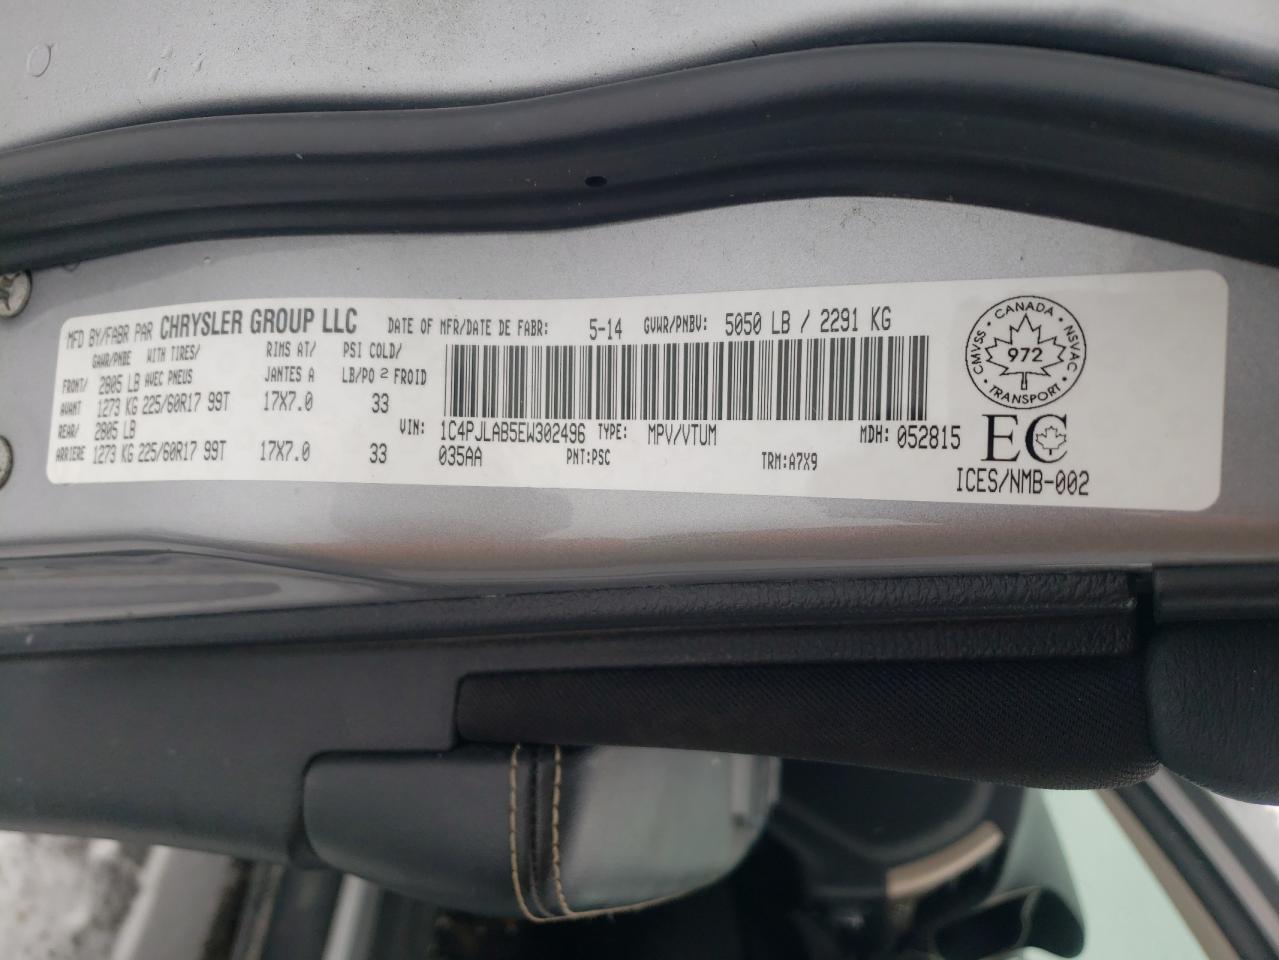 MFD BY/FABR PAR CHRYSLER GROUP LLC DATE OF MFR/DATE DE FABR: 5-14 GVWR/PNBV: 5050 LB / 2291 KG
GAWR/PNBE WITH TIRES/ RIMS AT/ PSI COLD/
FRONT/ 2805 LB AVEC PNEUS JANTES A LB/PO 2 FROID
AVANT 1273 KG 225/60R17 99T 17X7.0 33
REAR/ 2805 LB VIN: 1C4PJLAB5EW302496 TYPE: MPV/VTUM MDH: 052815
ARRIERE 1273 KG 225/60R17 99T 17X7.0 33 035AA PNT:PSC TRM:A7X9
CMVSS · CANADA · NSVAC
972
· TRANSPORT ·
EC
ICES/NMB-002